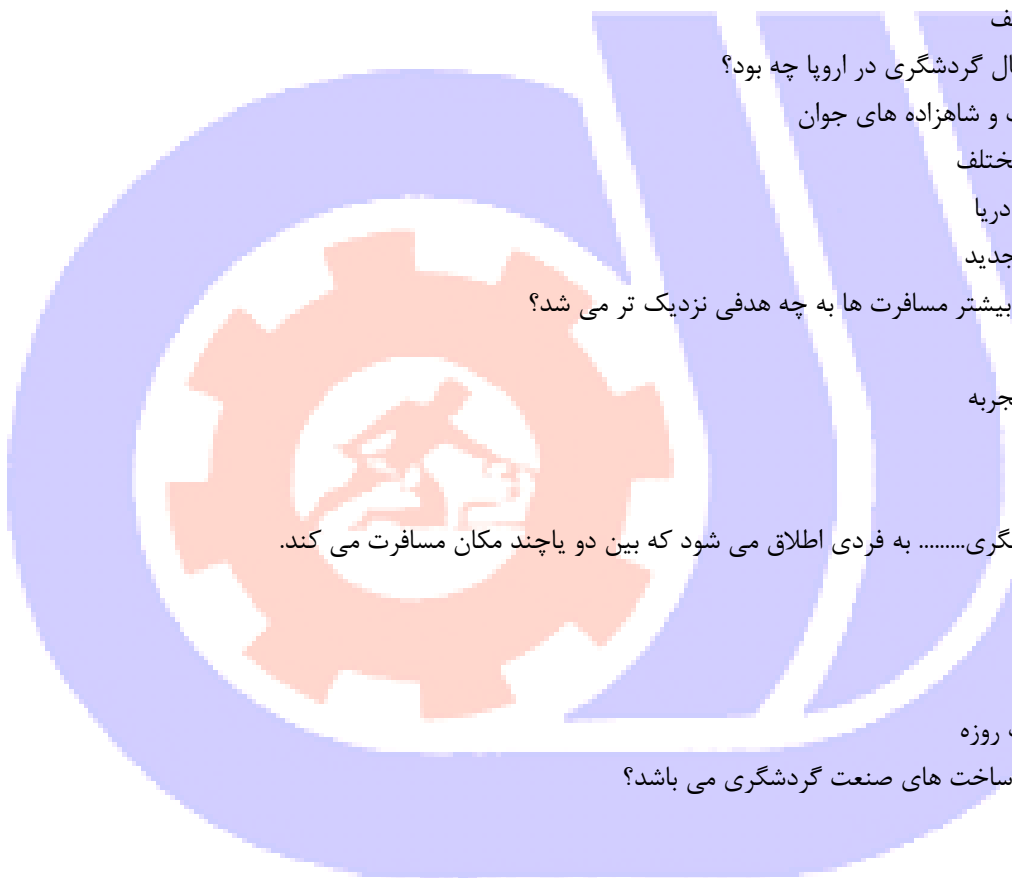 ال گردشگری در اروپا چه بود؟
و شاهزاده های جوان
ختلف
دریا
جدید
بیشتر مسافرت ها به چه هدفی نزدیک تر می شد؟
جربه
گری......... به فردی اطلاق می شود که بین دو یاچند مکان مسافرت می کند.
روزه
ساخت های صنعت گردشگری می باشد؟